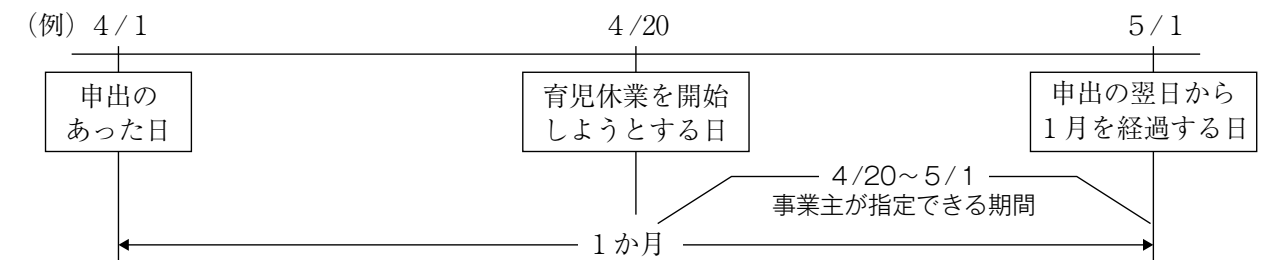 （例）4/1
4/20
5/1
申出の
あった日
育児休業を開始
しようとする日
申出の翌日から
１月を経過する日
4/20～5/1
事業主が指定できる期間
１か月